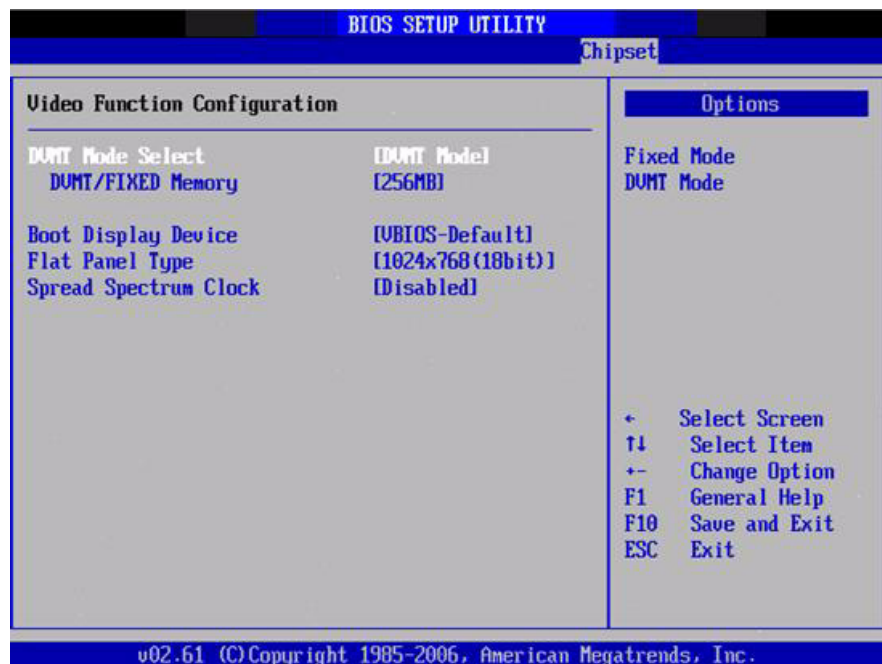 BIOS SETUP UTILITY
Chipset
Video Function Configuration
DVMT Mode Select [DVMT Mode]
DVMT/FIXED Memory [256MB]
Boot Display Device [VBIOS-Default]
Flat Panel Type [1024x768(18bit)]
Spread Spectrum Clock [Disabled]
Options
Fixed Mode
DVMT Mode
← Select Screen
↑↓ Select Item
+- Change Option
F1 General Help
F10 Save and Exit
ESC Exit
v02.61 (C)Copyright 1985-2006, American Megatrends, Inc.